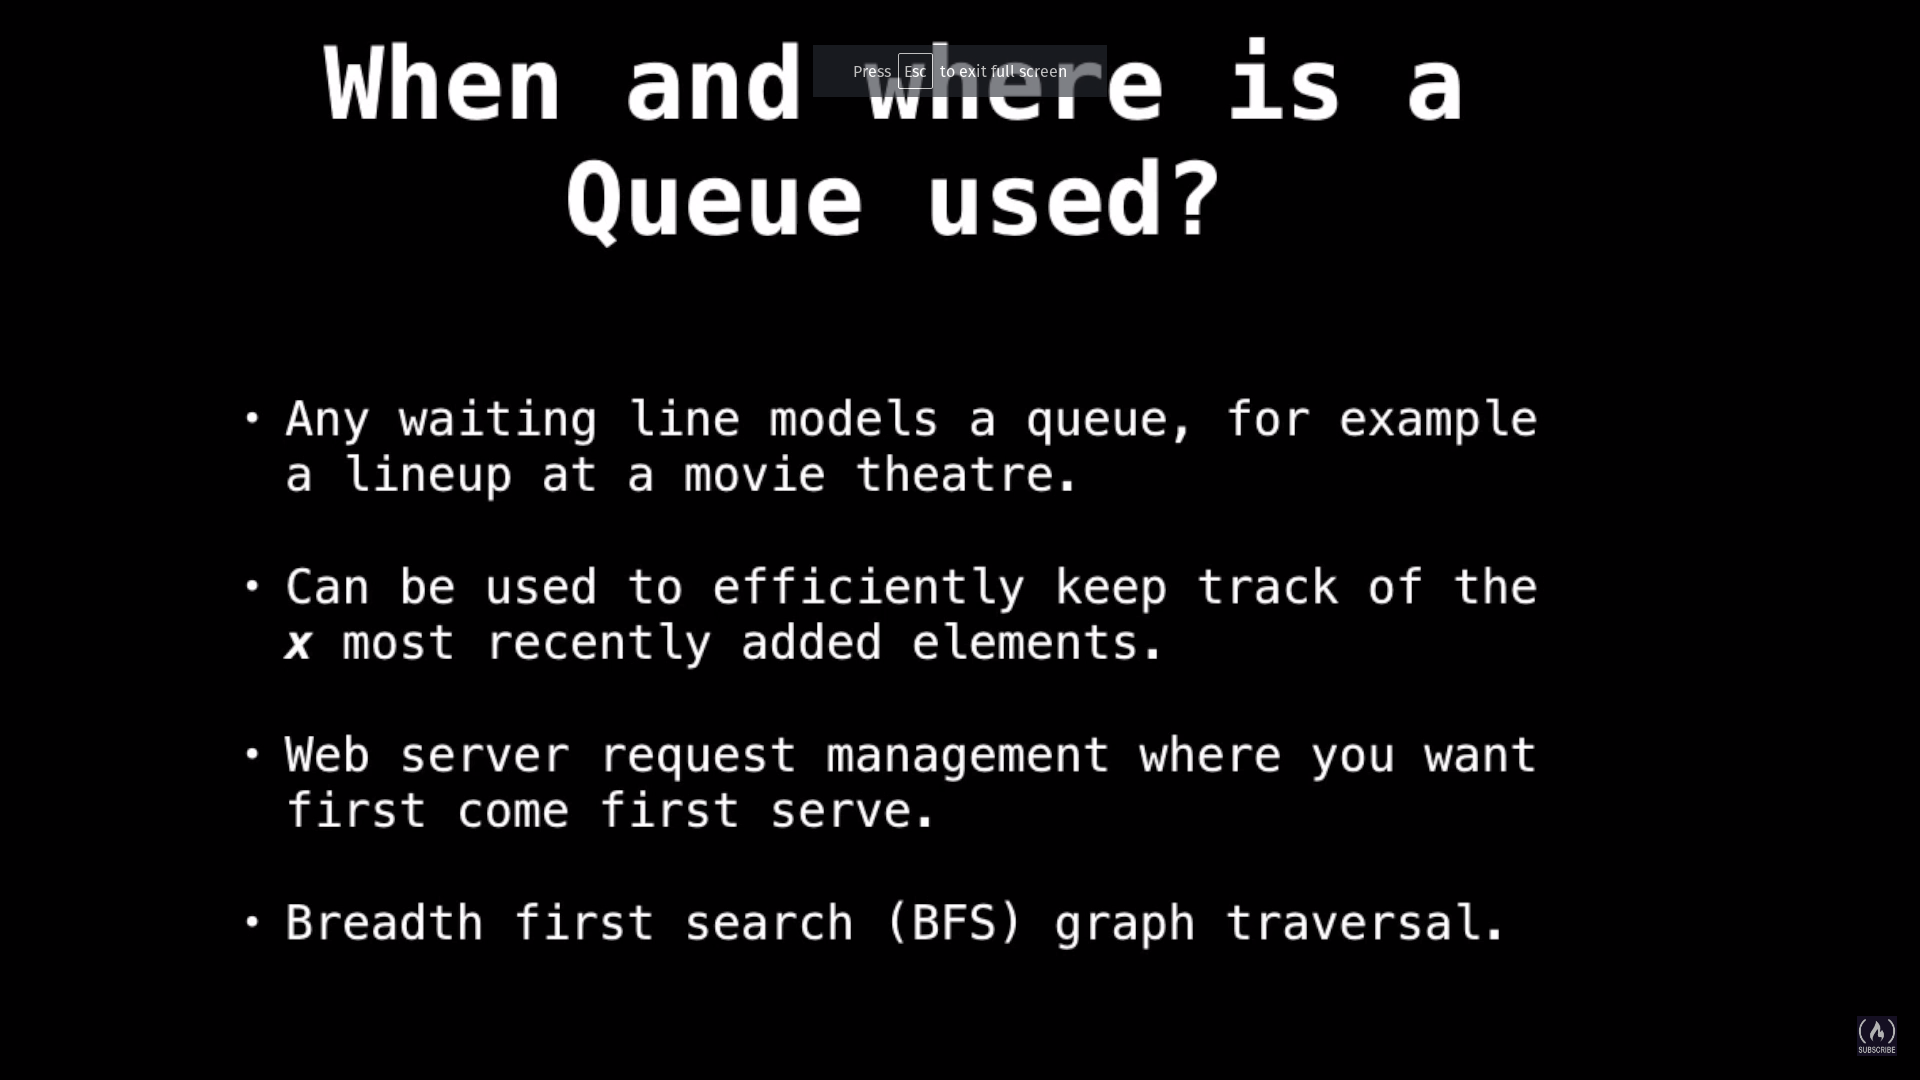 When and where is a
Press Esc to exit full screen
Queue used?
• Any waiting line models a queue, for example
a lineup at a movie theatre.
• Can be used to efficiently keep track of the
x most recently added elements.
• Web server request management where you want
first come first serve.
• Breadth first search (BFS) graph traversal.
SUBSCRIBE